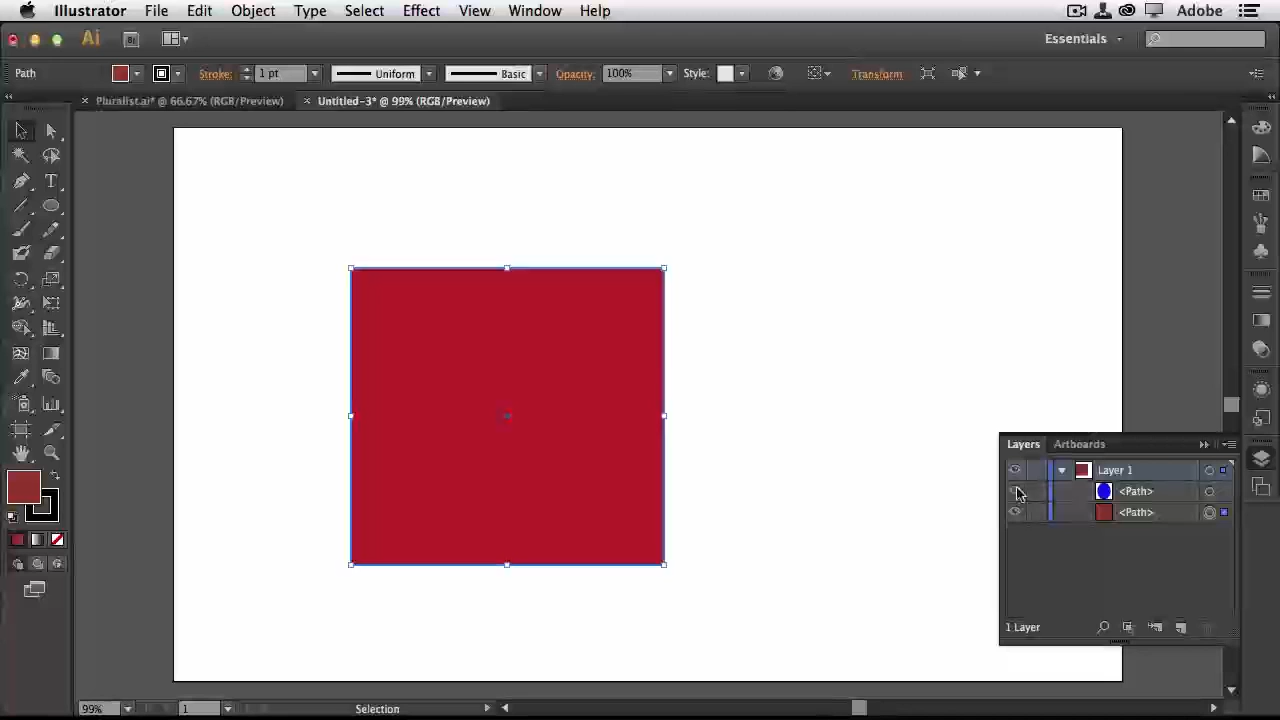 Illustrator File Edit Object Type Select Effect View Window Help Adobe
Ai Br Essentials
Path Stroke: 1 pt Uniform Basic Opacity: 100% Style: Transform
× Pluralist.ai* @ 66.67% (RGB/Preview) × Untitled-3* @ 99% (RGB/Preview)
Layers Artboards
Layer 1
<Path>
<Path>
1 Layer
99% 1 Selection